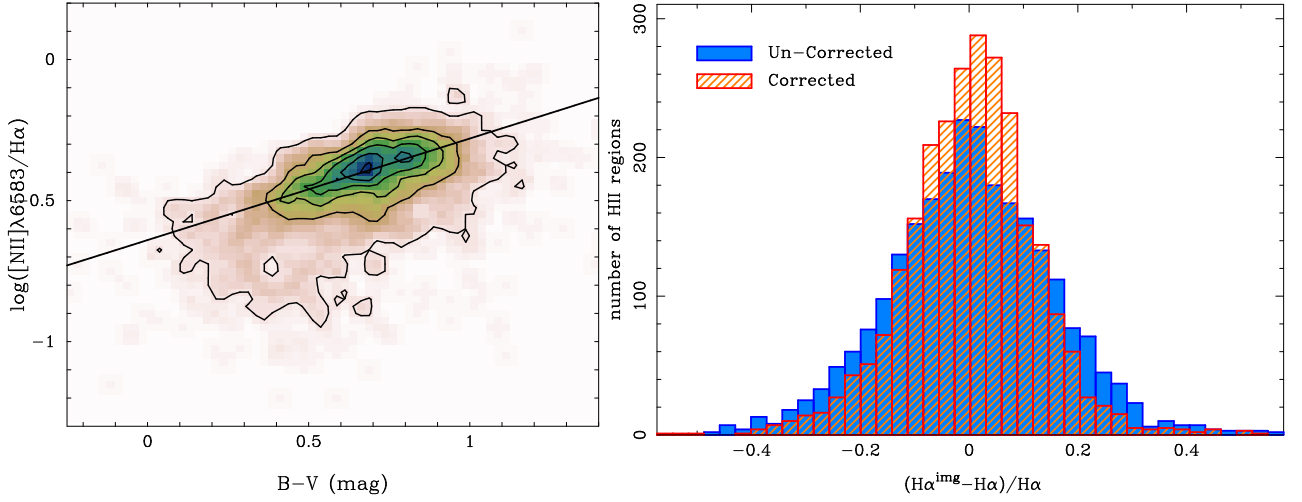 log([NII]λ6583/Hα)
0
−0.5
−1
0
0.5
1
B−V (mag)
number of HII regions
300
200
100
0
Un−Corrected
Corrected
−0.4
−0.2
0
0.2
0.4
(Hα^img−Hα)/Hα